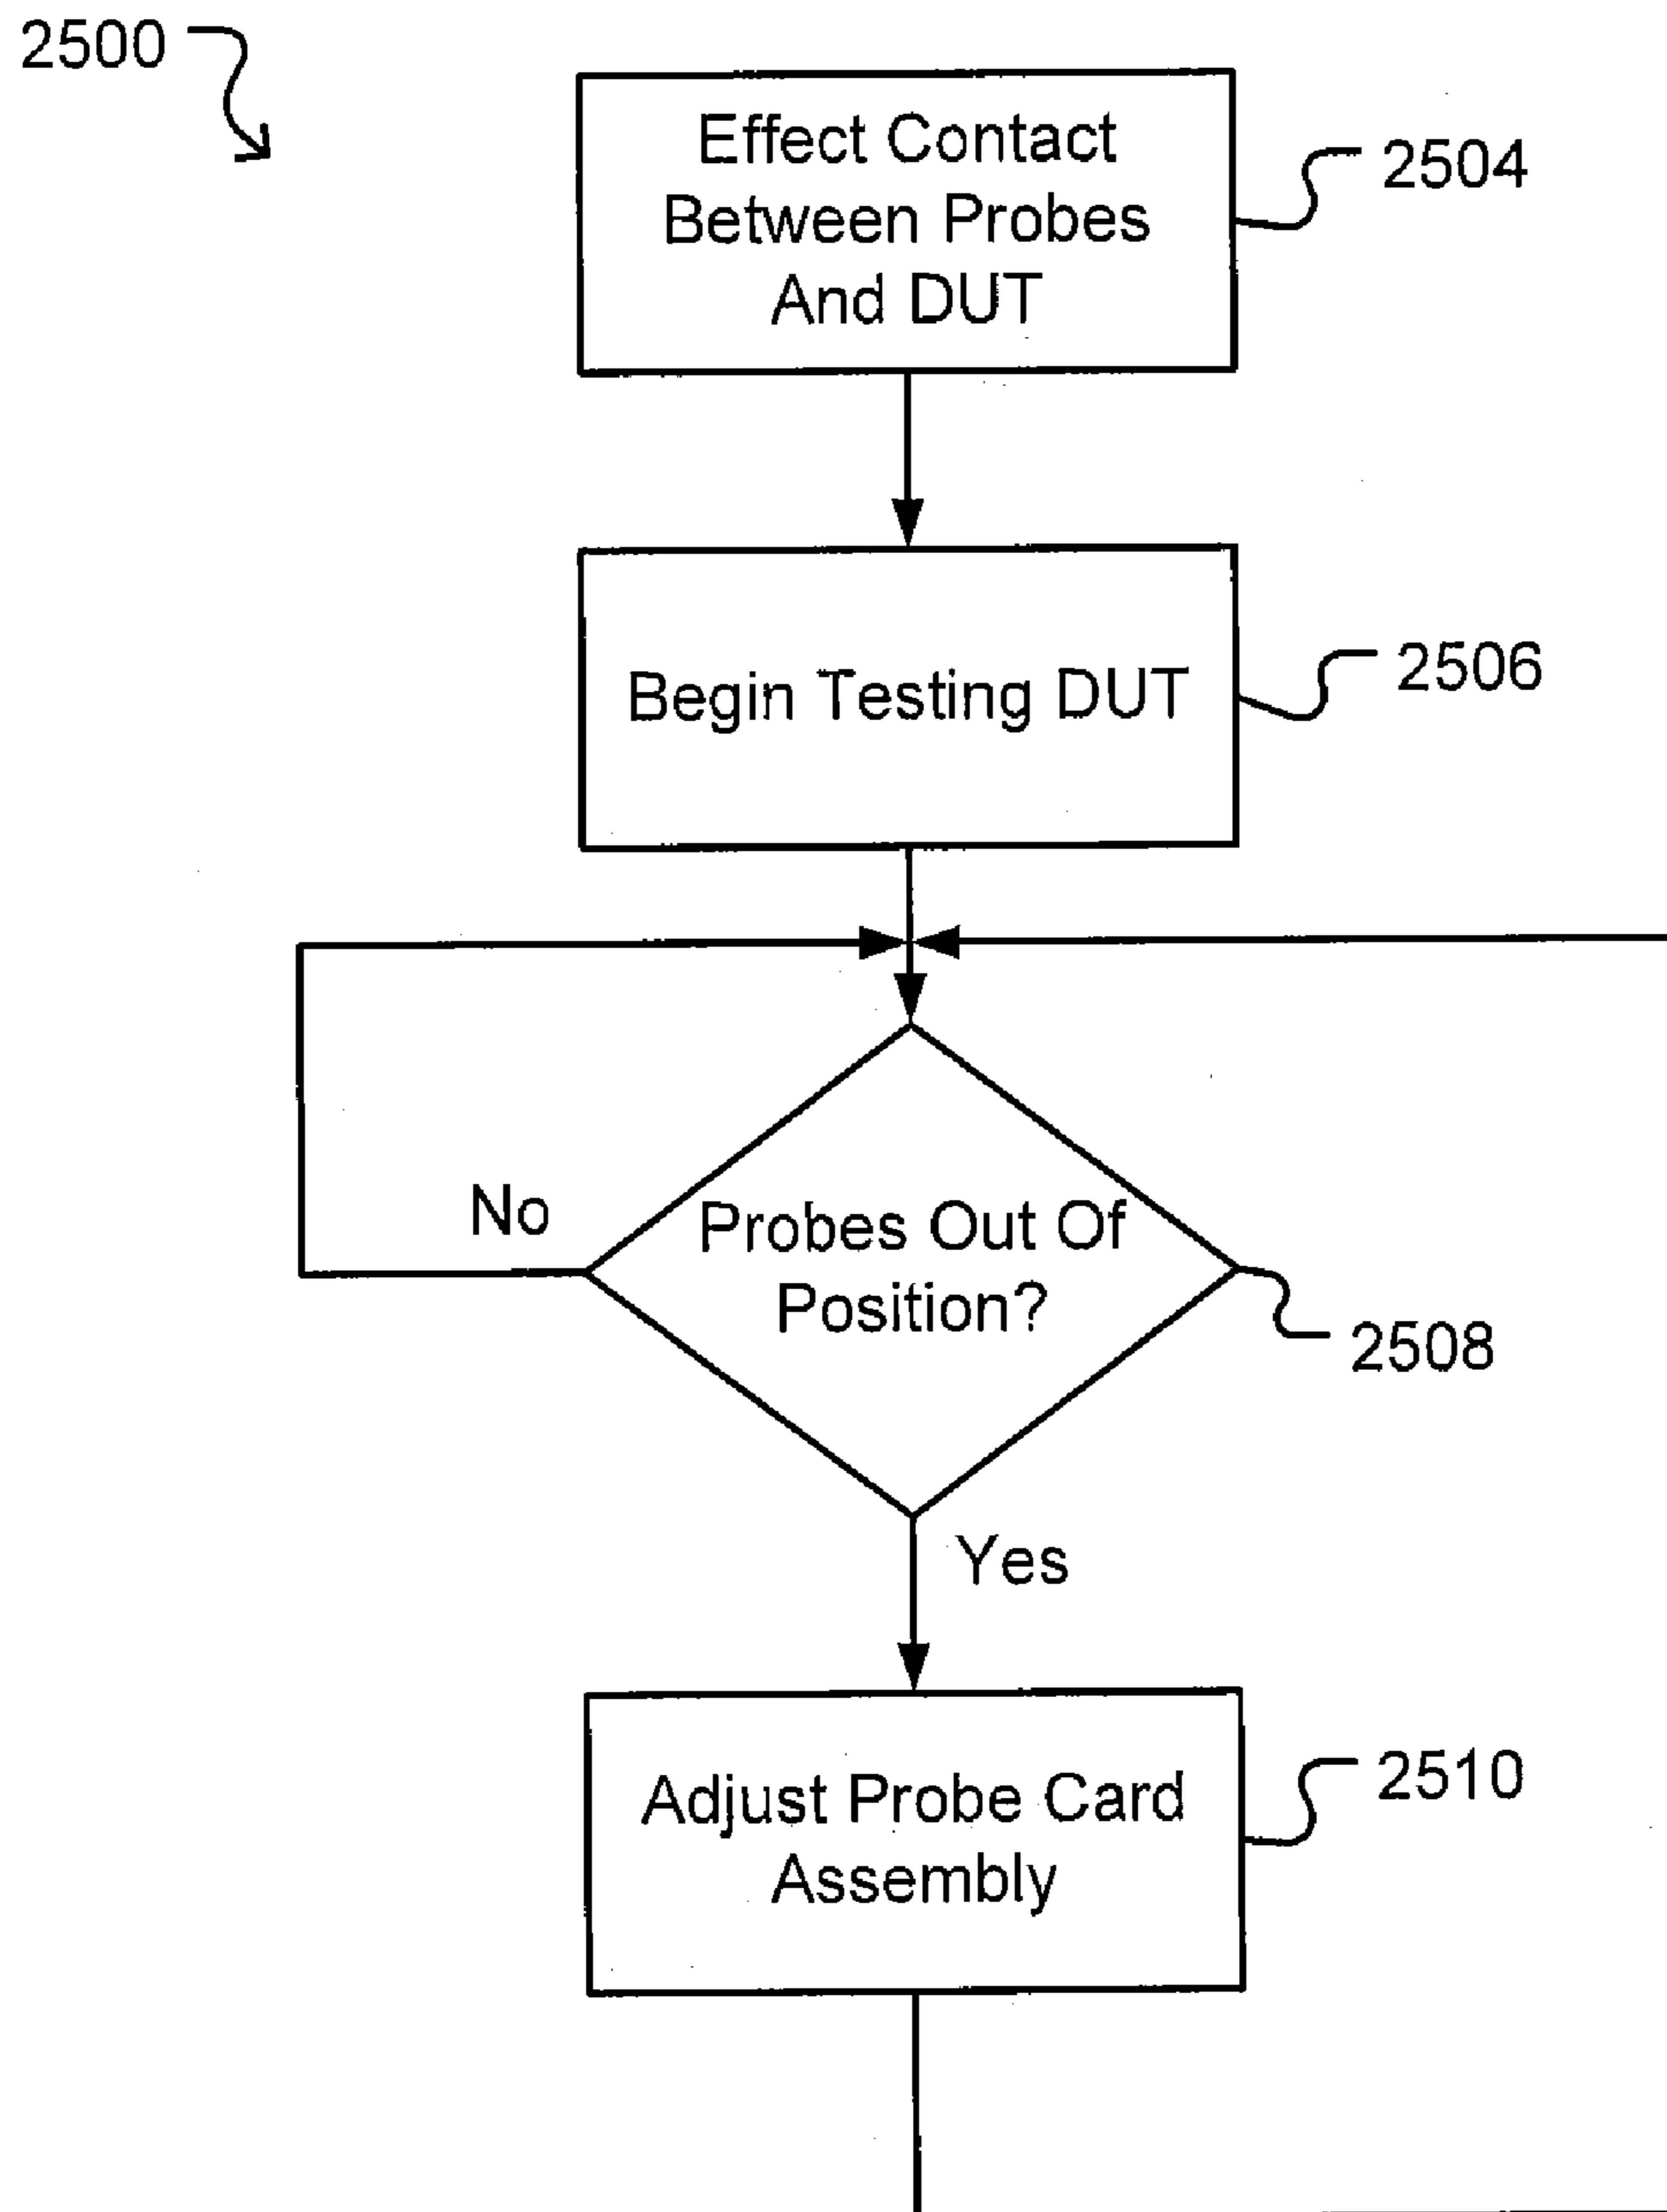 2500
Effect Contact
Between Probes
And DUT
2504
Begin Testing DUT
2506
No
Probes Out Of
Position?
2508
Yes
Adjust Probe Card
Assembly
2510